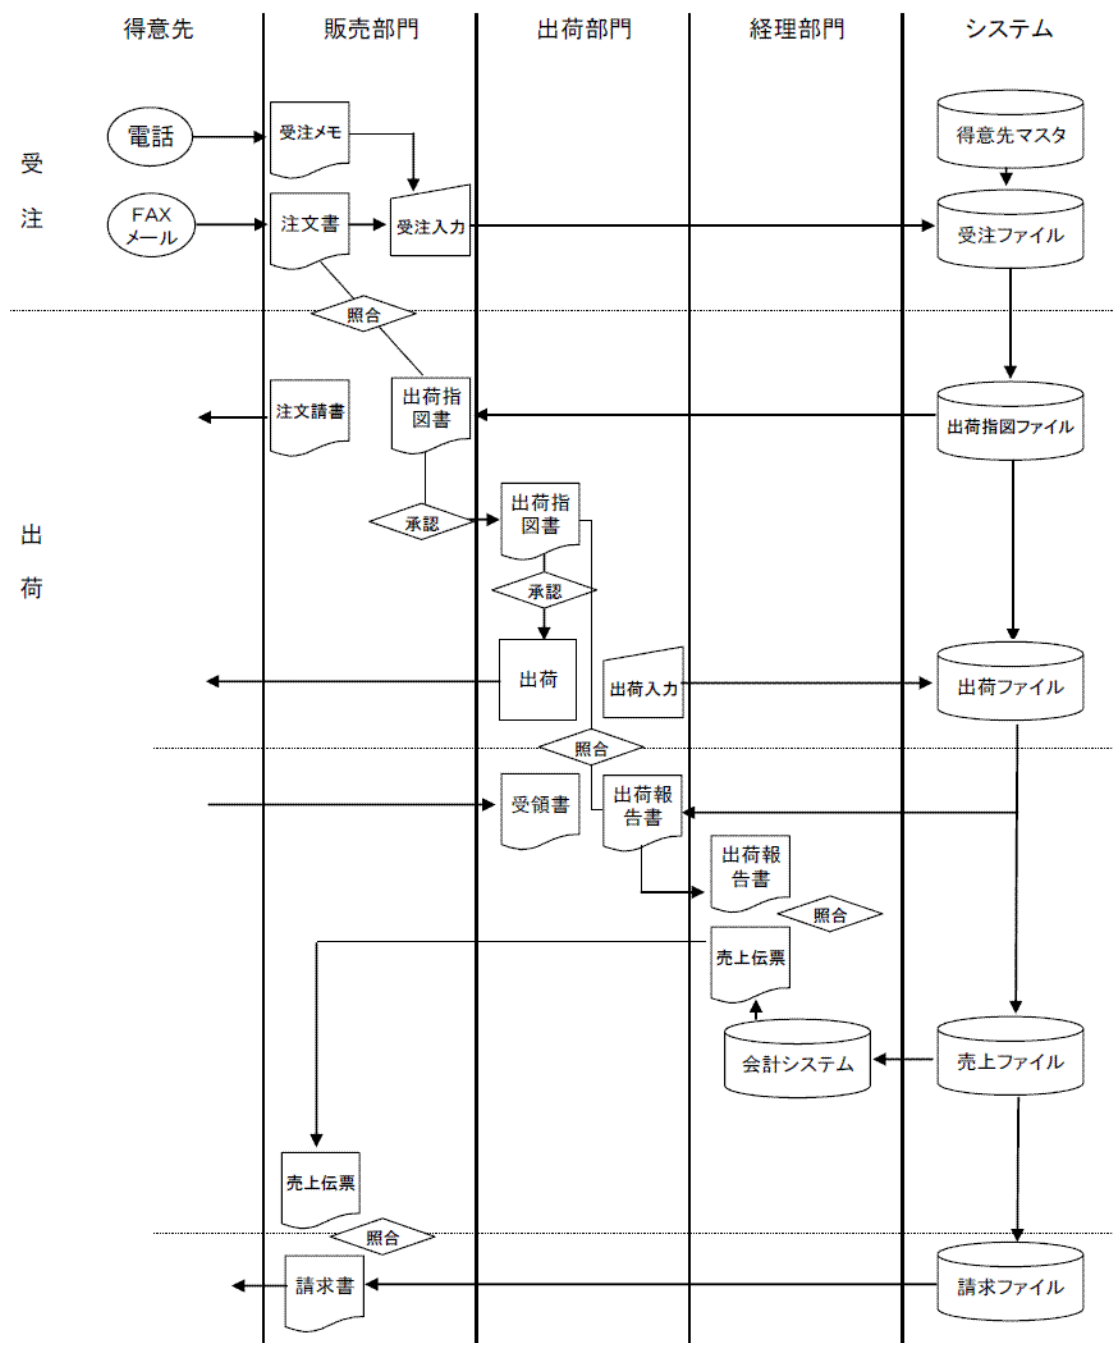 得意先
販売部門
出荷部門
経理部門
システム
受
注
電話
受注メモ
得意先マスタ
FAX
メール
注文書
受注入力
受注ファイル
照合
出
荷
注文請書
出荷指
図書
出荷指図ファイル
承認
出荷指
図書
承認
出荷
出荷入力
出荷ファイル
照合
受領書
出荷報
告書
出荷報
告書
照合
売上伝票
会計システム
売上ファイル
売上伝票
照合
請求書
請求ファイル